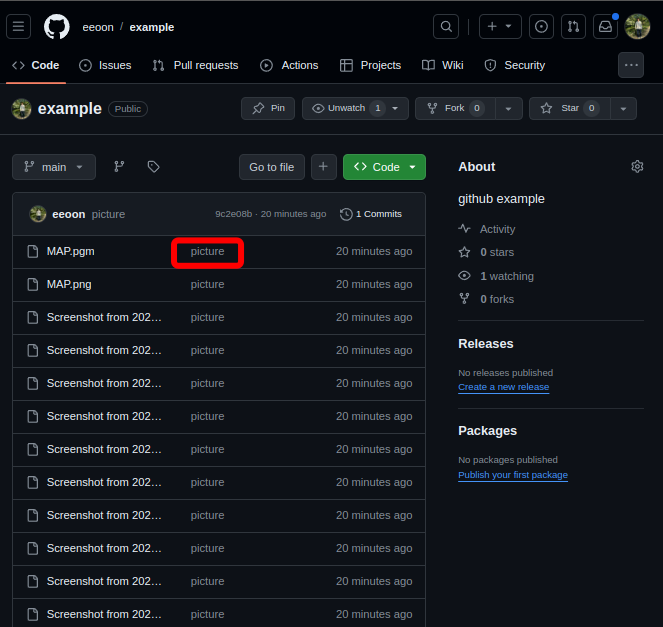 eeoon / example
Code Issues Pull requests Actions Projects Wiki Security
example Public Pin Unwatch 1 Fork 0 Star 0
main Go to file Code
eeoon picture 9c2e08b · 20 minutes ago 1 Commits
MAP.pgm picture 20 minutes ago
MAP.png picture 20 minutes ago
Screenshot from 202... picture 20 minutes ago
Screenshot from 202... picture 20 minutes ago
Screenshot from 202... picture 20 minutes ago
Screenshot from 202... picture 20 minutes ago
Screenshot from 202... picture 20 minutes ago
Screenshot from 202... picture 20 minutes ago
Screenshot from 202... picture 20 minutes ago
Screenshot from 202... picture 20 minutes ago
Screenshot from 202... picture 20 minutes ago
Screenshot from 202... picture 20 minutes ago
About
github example
Activity
0 stars
1 watching
0 forks
Releases
No releases published
Create a new release
Packages
No packages published
Publish your first package